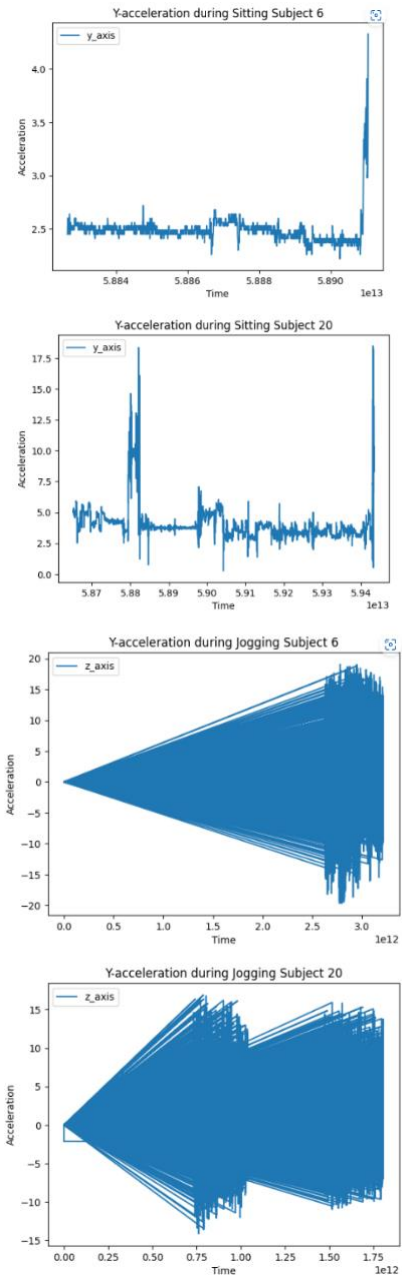 Y-acceleration during Sitting Subject 6
y_axis
4.0
3.5
3.0
2.5
Acceleration
5.884 5.886 5.888 5.890
Time
1e13
Y-acceleration during Sitting Subject 20
y_axis
17.5
15.0
12.5
10.0
7.5
5.0
2.5
0.0
Acceleration
5.87 5.88 5.89 5.90 5.91 5.92 5.93 5.94
Time
1e13
Y-acceleration during Jogging Subject 6
z_axis
20
15
10
5
0
−5
−10
−15
−20
Acceleration
0.0 0.5 1.0 1.5 2.0 2.5 3.0
Time
1e12
Y-acceleration during Jogging Subject 20
z_axis
15
10
5
0
−5
−10
−15
Acceleration
0.00 0.25 0.50 0.75 1.00 1.25 1.50 1.75
Time
1e12